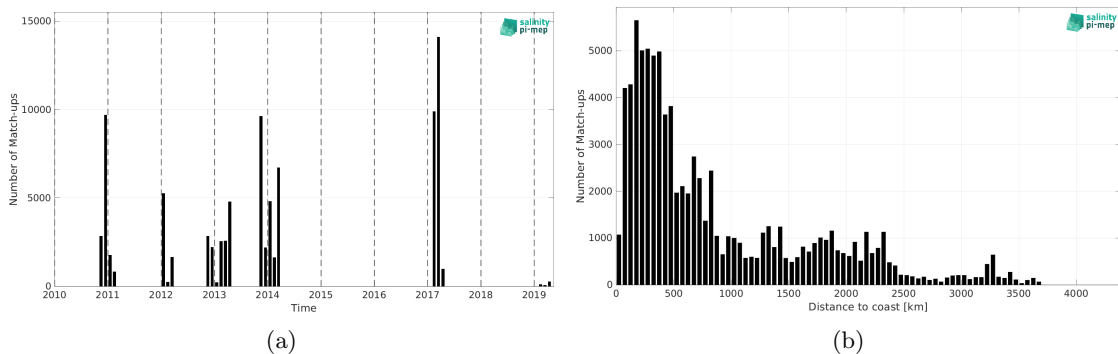 salinity
pi-mep
15000
10000
5000
0
Number of Match-ups
2010 2011 2012 2013 2014 2015 2016 2017 2018 2019
Time
(a)
salinity
pi-mep
5000
4000
3000
2000
1000
0
Number of Match-ups
0 500 1000 1500 2000 2500 3000 3500 4000
Distance to coast [km]
(b)